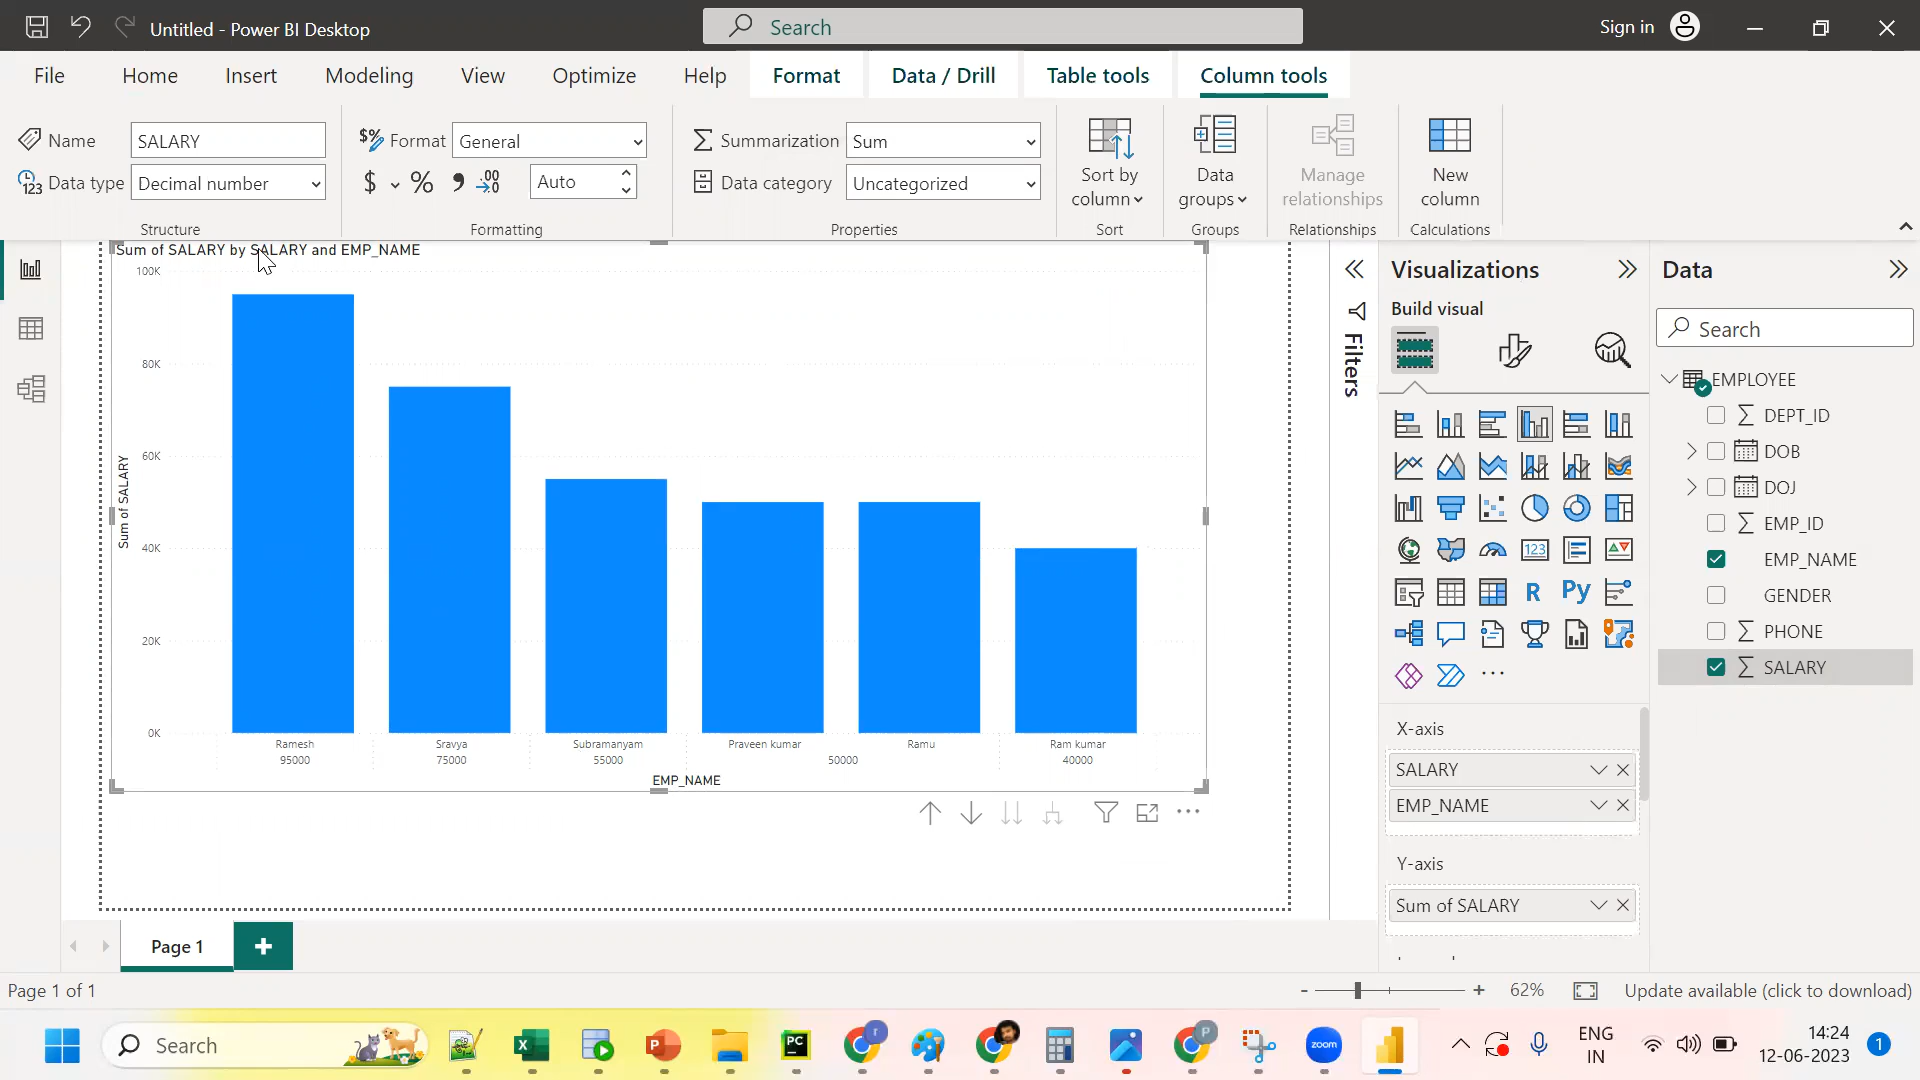 Untitled - Power BI Desktop
Search
Sign in
File
Home
Insert
Modeling
View
Optimize
Help
Format
Data / Drill
Table tools
Column tools
Name
SALARY
Data type
Decimal number
Structure
Format
General
$
%
Auto
Formatting
Summarization
Sum
Data category
Uncategorized
Properties
Sort by
column
Sort
Data
groups
Groups
Manage
relationships
Relationships
New
column
Calculations
Sum of SALARY by SALARY and EMP_NAME
100K
80K
60K
40K
20K
0K
Sum of SALARY
Ramesh
95000
Sravya
75000
Subramanyam
55000
Praveen kumar
Ramu
50000
Ram kumar
40000
EMP_NAME
Filters
Visualizations
Build visual
123
R
Py
X-axis
SALARY
EMP_NAME
Y-axis
Sum of SALARY
Data
Search
EMPLOYEE
DEPT_ID
DOB
DOJ
EMP_ID
EMP_NAME
GENDER
PHONE
SALARY
Page 1
Page 1 of 1
62%
Update available (click to download)
Search
zoom
ENG
IN
14:24
12-06-2023
1